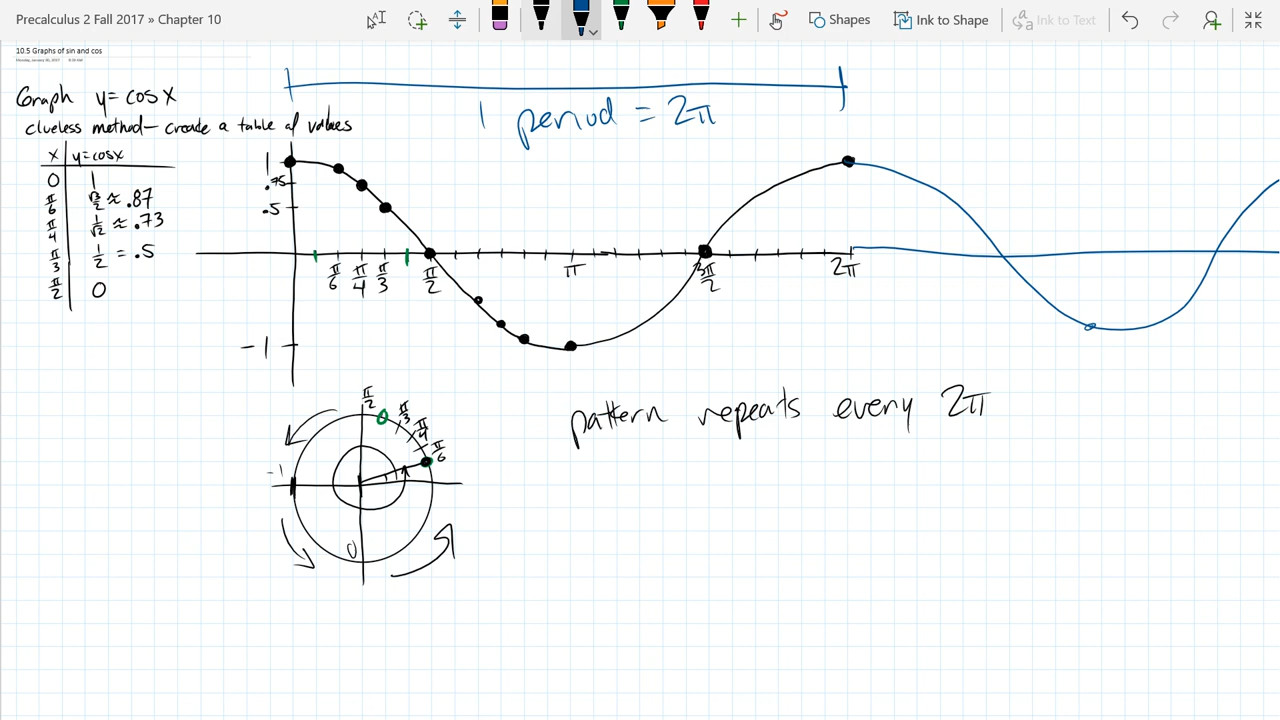 Precalculus 2 Fall 2017 » Chapter 10
Shapes
Ink to Shape
Ink to Text
10.5 Graphs of sin and cos
Graph y = cos x
clueless method – create a table of values
x y = cos x
0 1
π/6 √3/2 ≈ .87
π/4 1/√2 ≈ .73
π/3 1/2 = .5
π/2 0
1 period = 2π
1
.75
.5
-1
π/6 π/4 π/3 π/2 π 3π/2 2π
pattern repeats every 2π
π/2
0
π/3
π/4
π/6
-1
0